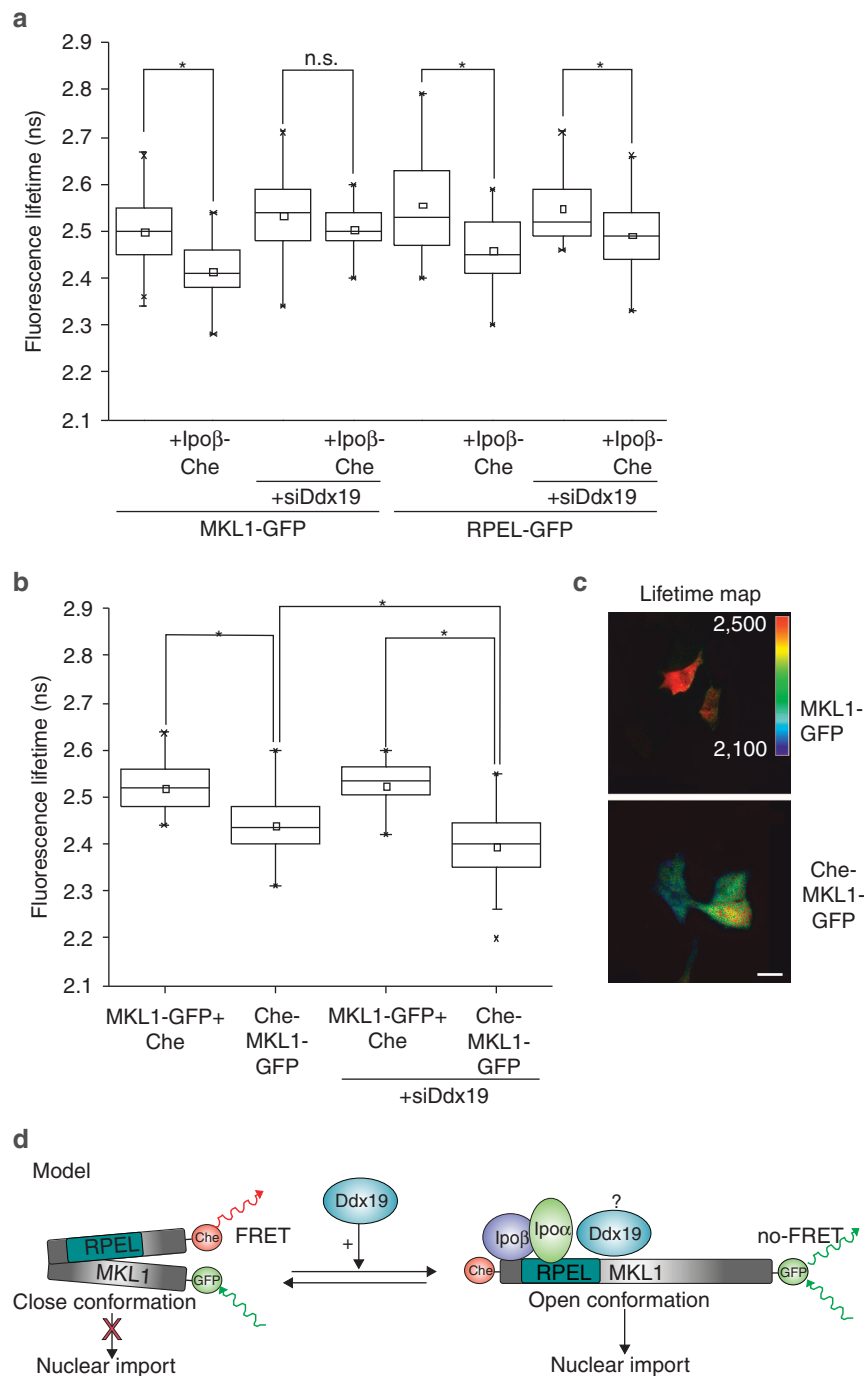 a
Fluorescence lifetime (ns)
2.9
2.8
2.7
2.6
2.5
2.4
2.3
2.2
2.1
*
n.s.
*
*
+Ipoβ-
Che
+Ipoβ-
Che
+Ipoβ-
Che
+Ipoβ-
Che
+siDdx19
+siDdx19
MKL1-GFP
RPEL-GFP
b
Fluorescence lifetime (ns)
2.9
2.8
2.7
2.6
2.5
2.4
2.3
2.2
2.1
*
*
*
MKL1-GFP+
Che
Che-
MKL1-
GFP
MKL1-GFP+
Che
Che-
MKL1-
GFP
+siDdx19
c
Lifetime map
2,500
2,100
MKL1-
GFP
Che-
MKL1-
GFP
d
Model
RPEL
MKL1
Che
GFP
FRET
Close conformation
X
Nuclear import
Ddx19
+
Che
Ipoβ
Ipoα
?
Ddx19
RPEL
MKL1
GFP
no-FRET
Open conformation
Nuclear import